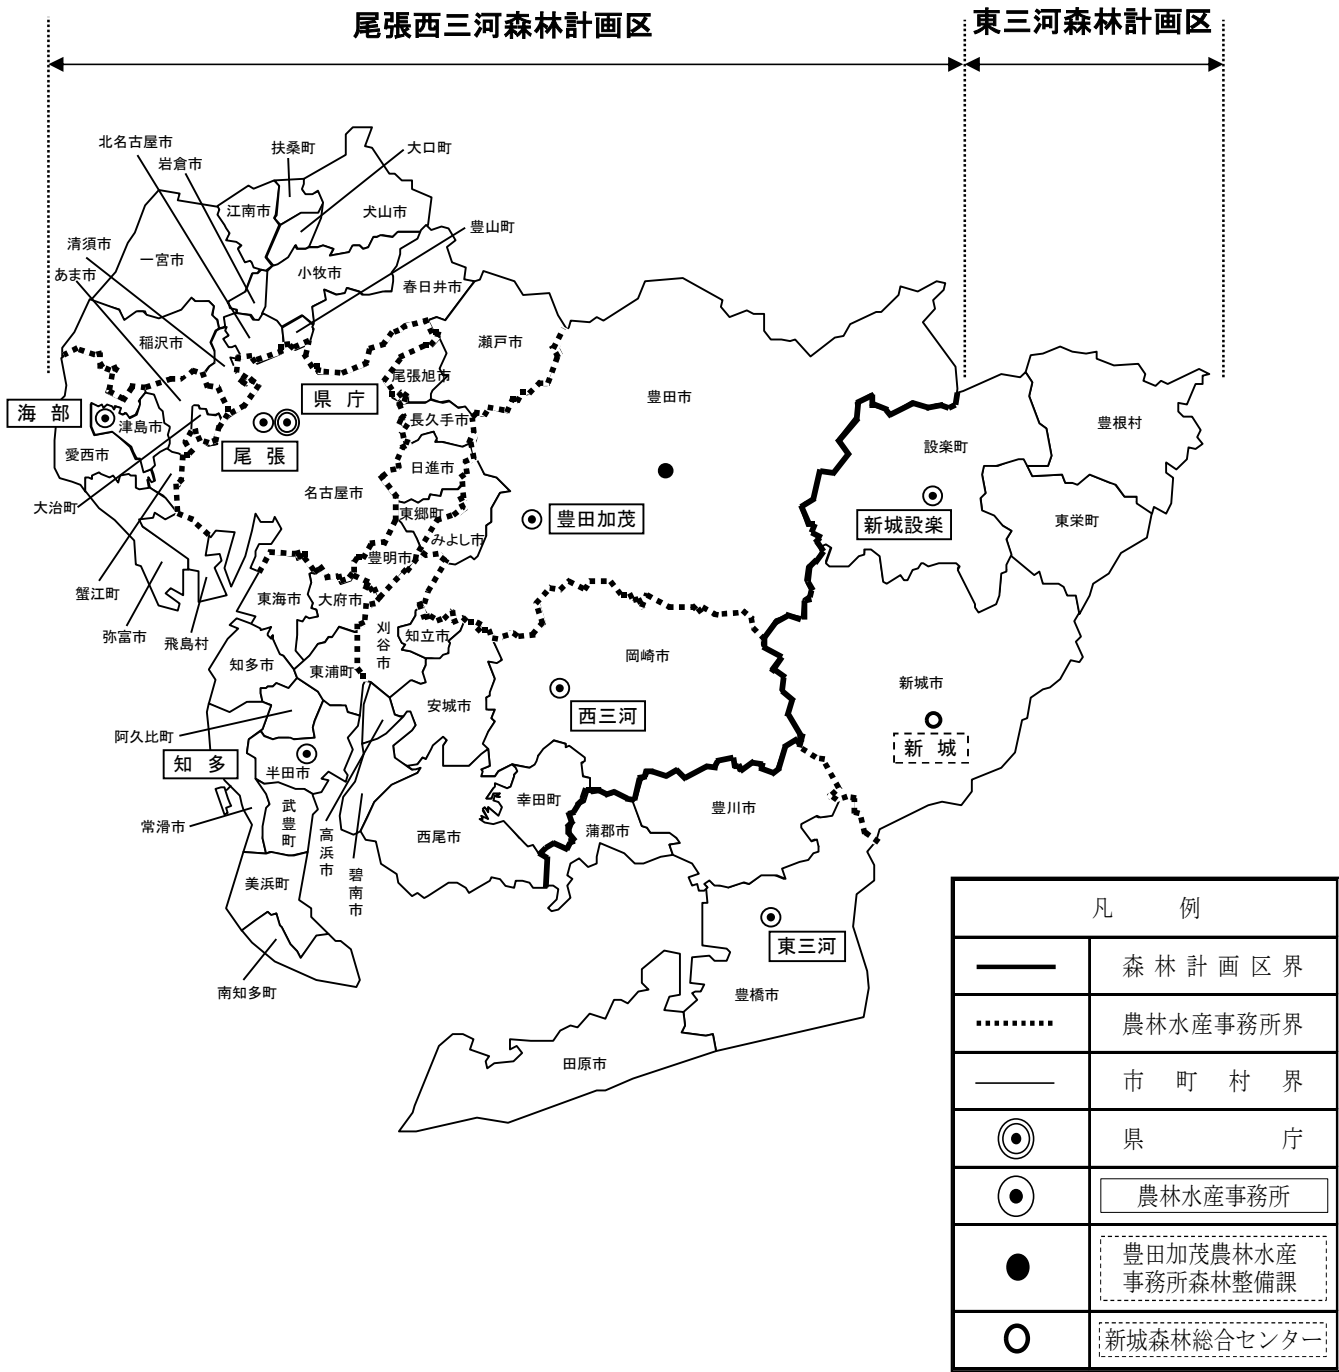 尾張西三河森林計画区
東三河森林計画区
北名古屋市
岩倉市
扶桑町
大口町
江南市
犬山市
豊山町
清須市
あま市
一宮市
小牧市
春日井市
稲沢市
瀬戸市
尾張旭市
豊田市
豊根村
海 部
県 庁
津島市
長久手市
設楽町
愛西市
尾 張
日進市
大治町
名古屋市
東郷町
豊田加茂
新城設楽
東栄町
みよし市
豊明市
蟹江町
弥富市
飛島村
東海市
大府市
刈谷市
知立市
岡崎市
知多市
東浦町
新城市
安城市
西三河
阿久比町
新 城
知 多
半田市
幸田町
豊川市
常滑市
武豊町
高浜市
西尾市
蒲郡市
碧南市
美浜町
東三河
南知多町
豊橋市
田原市
凡 例
森林計画区界
農林水産事務所界
市町村界
県 庁
農林水産事務所
豊田加茂農林水産
事務所森林整備課
新城森林総合センター